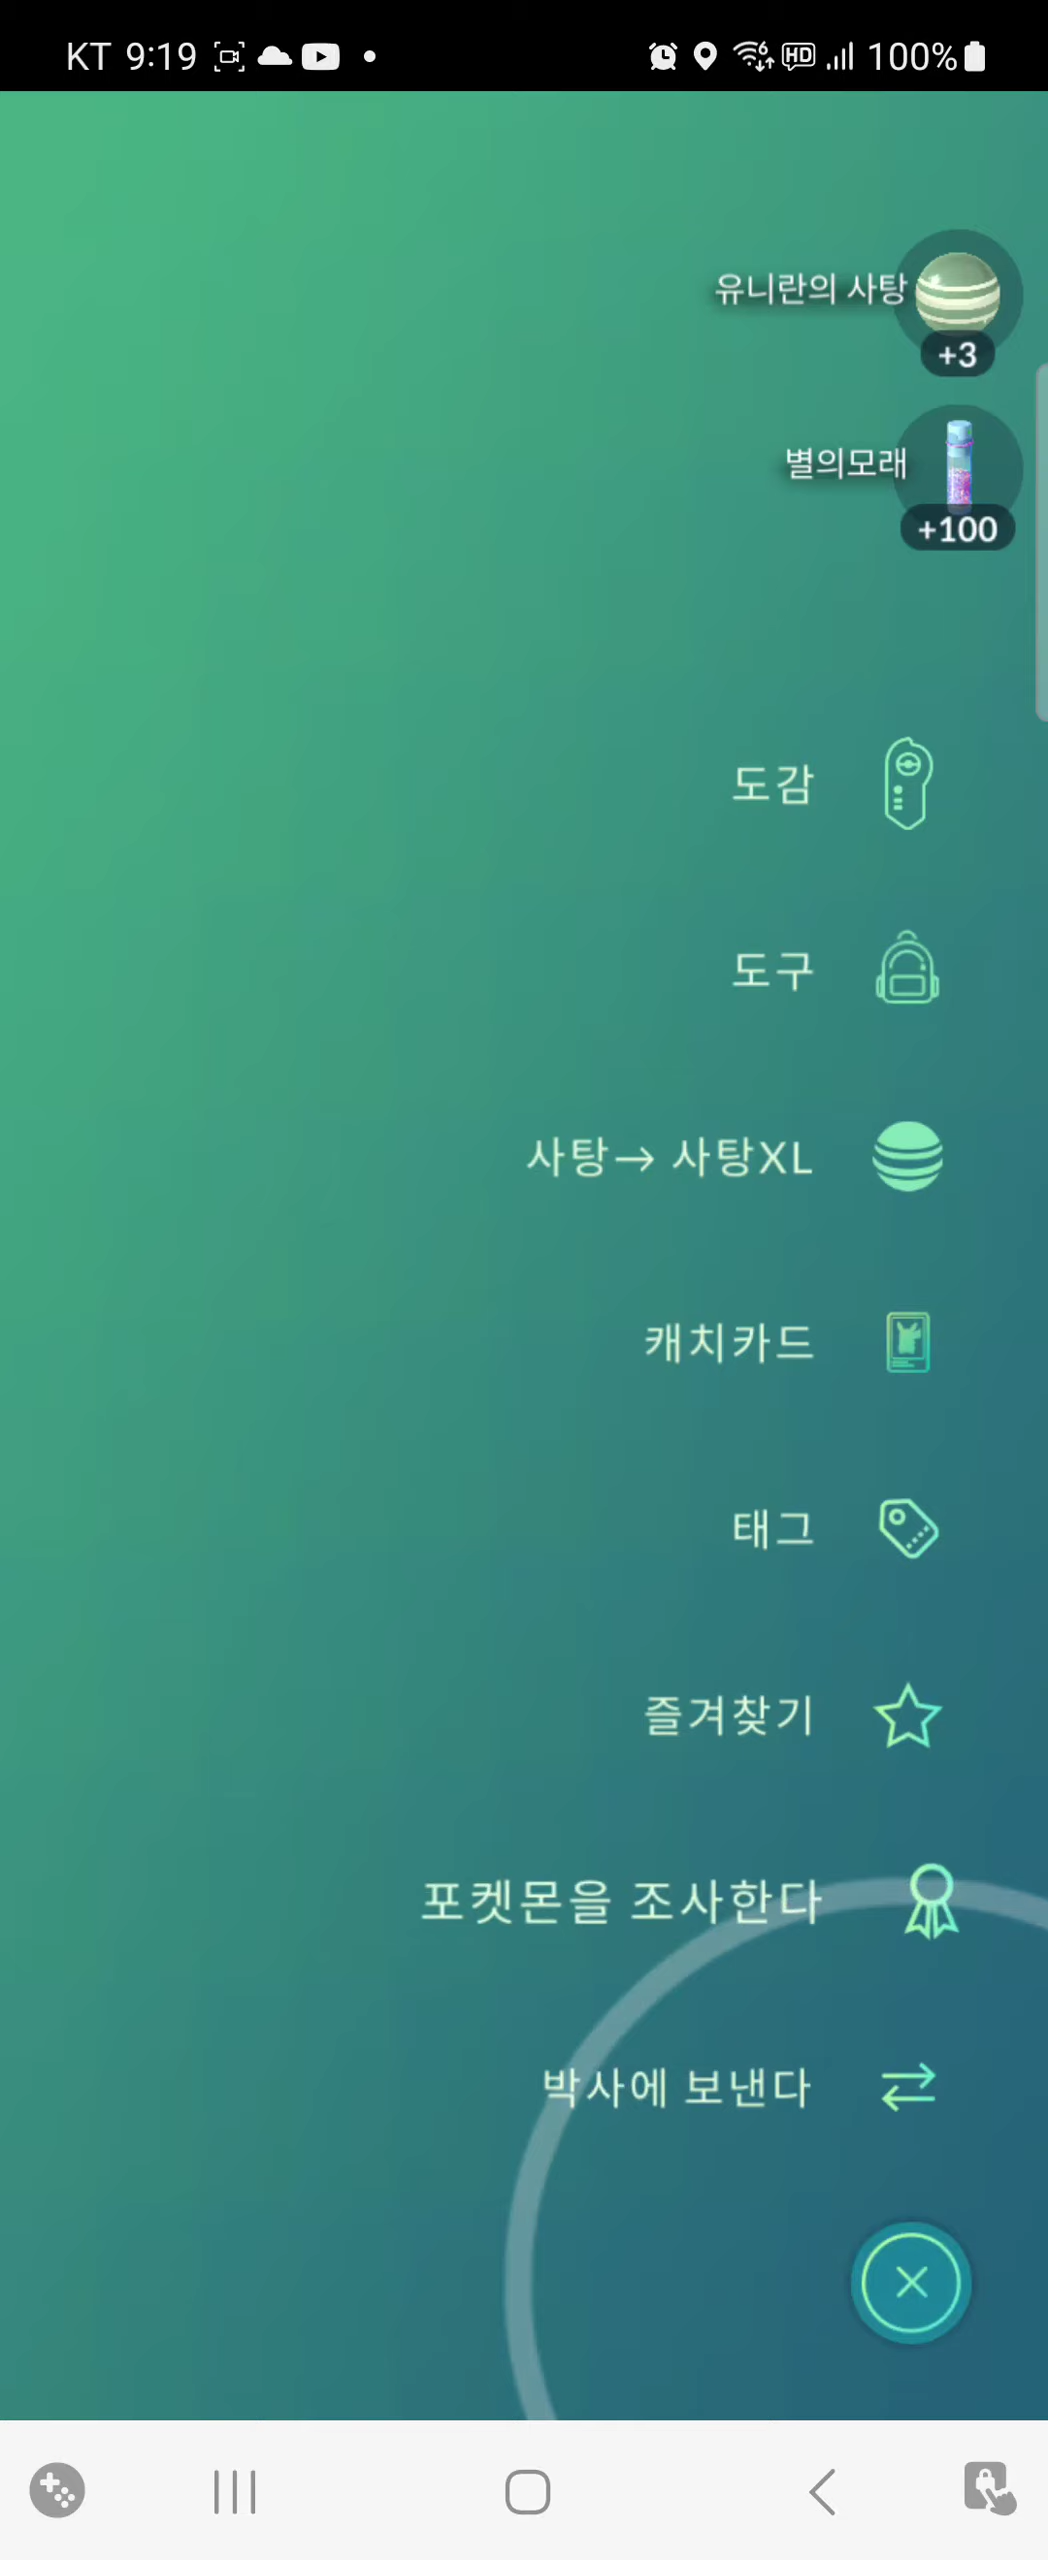 KT 9:19 HD 100%
유니란의 사탕
+3
별의모래
+100
도감
도구
사탕→ 사탕XL
캐치카드
태그
즐겨찾기
포켓몬을 조사한다
박사에 보낸다